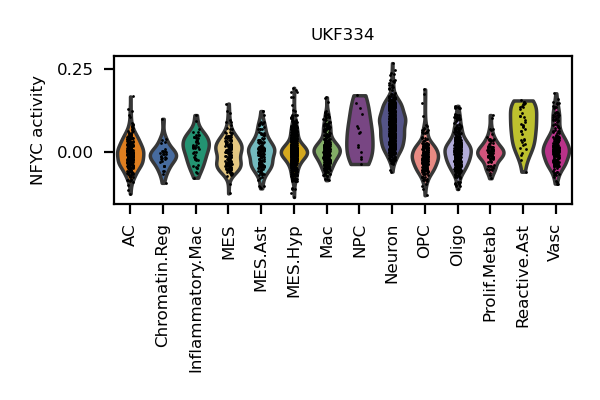 UKF334
NFYC activity
0.25
0.00
AC
Chromatin.Reg
Inflammatory.Mac
MES
MES.Ast
MES.Hyp
Mac
NPC
Neuron
OPC
Oligo
Prolif.Metab
Reactive.Ast
Vasc